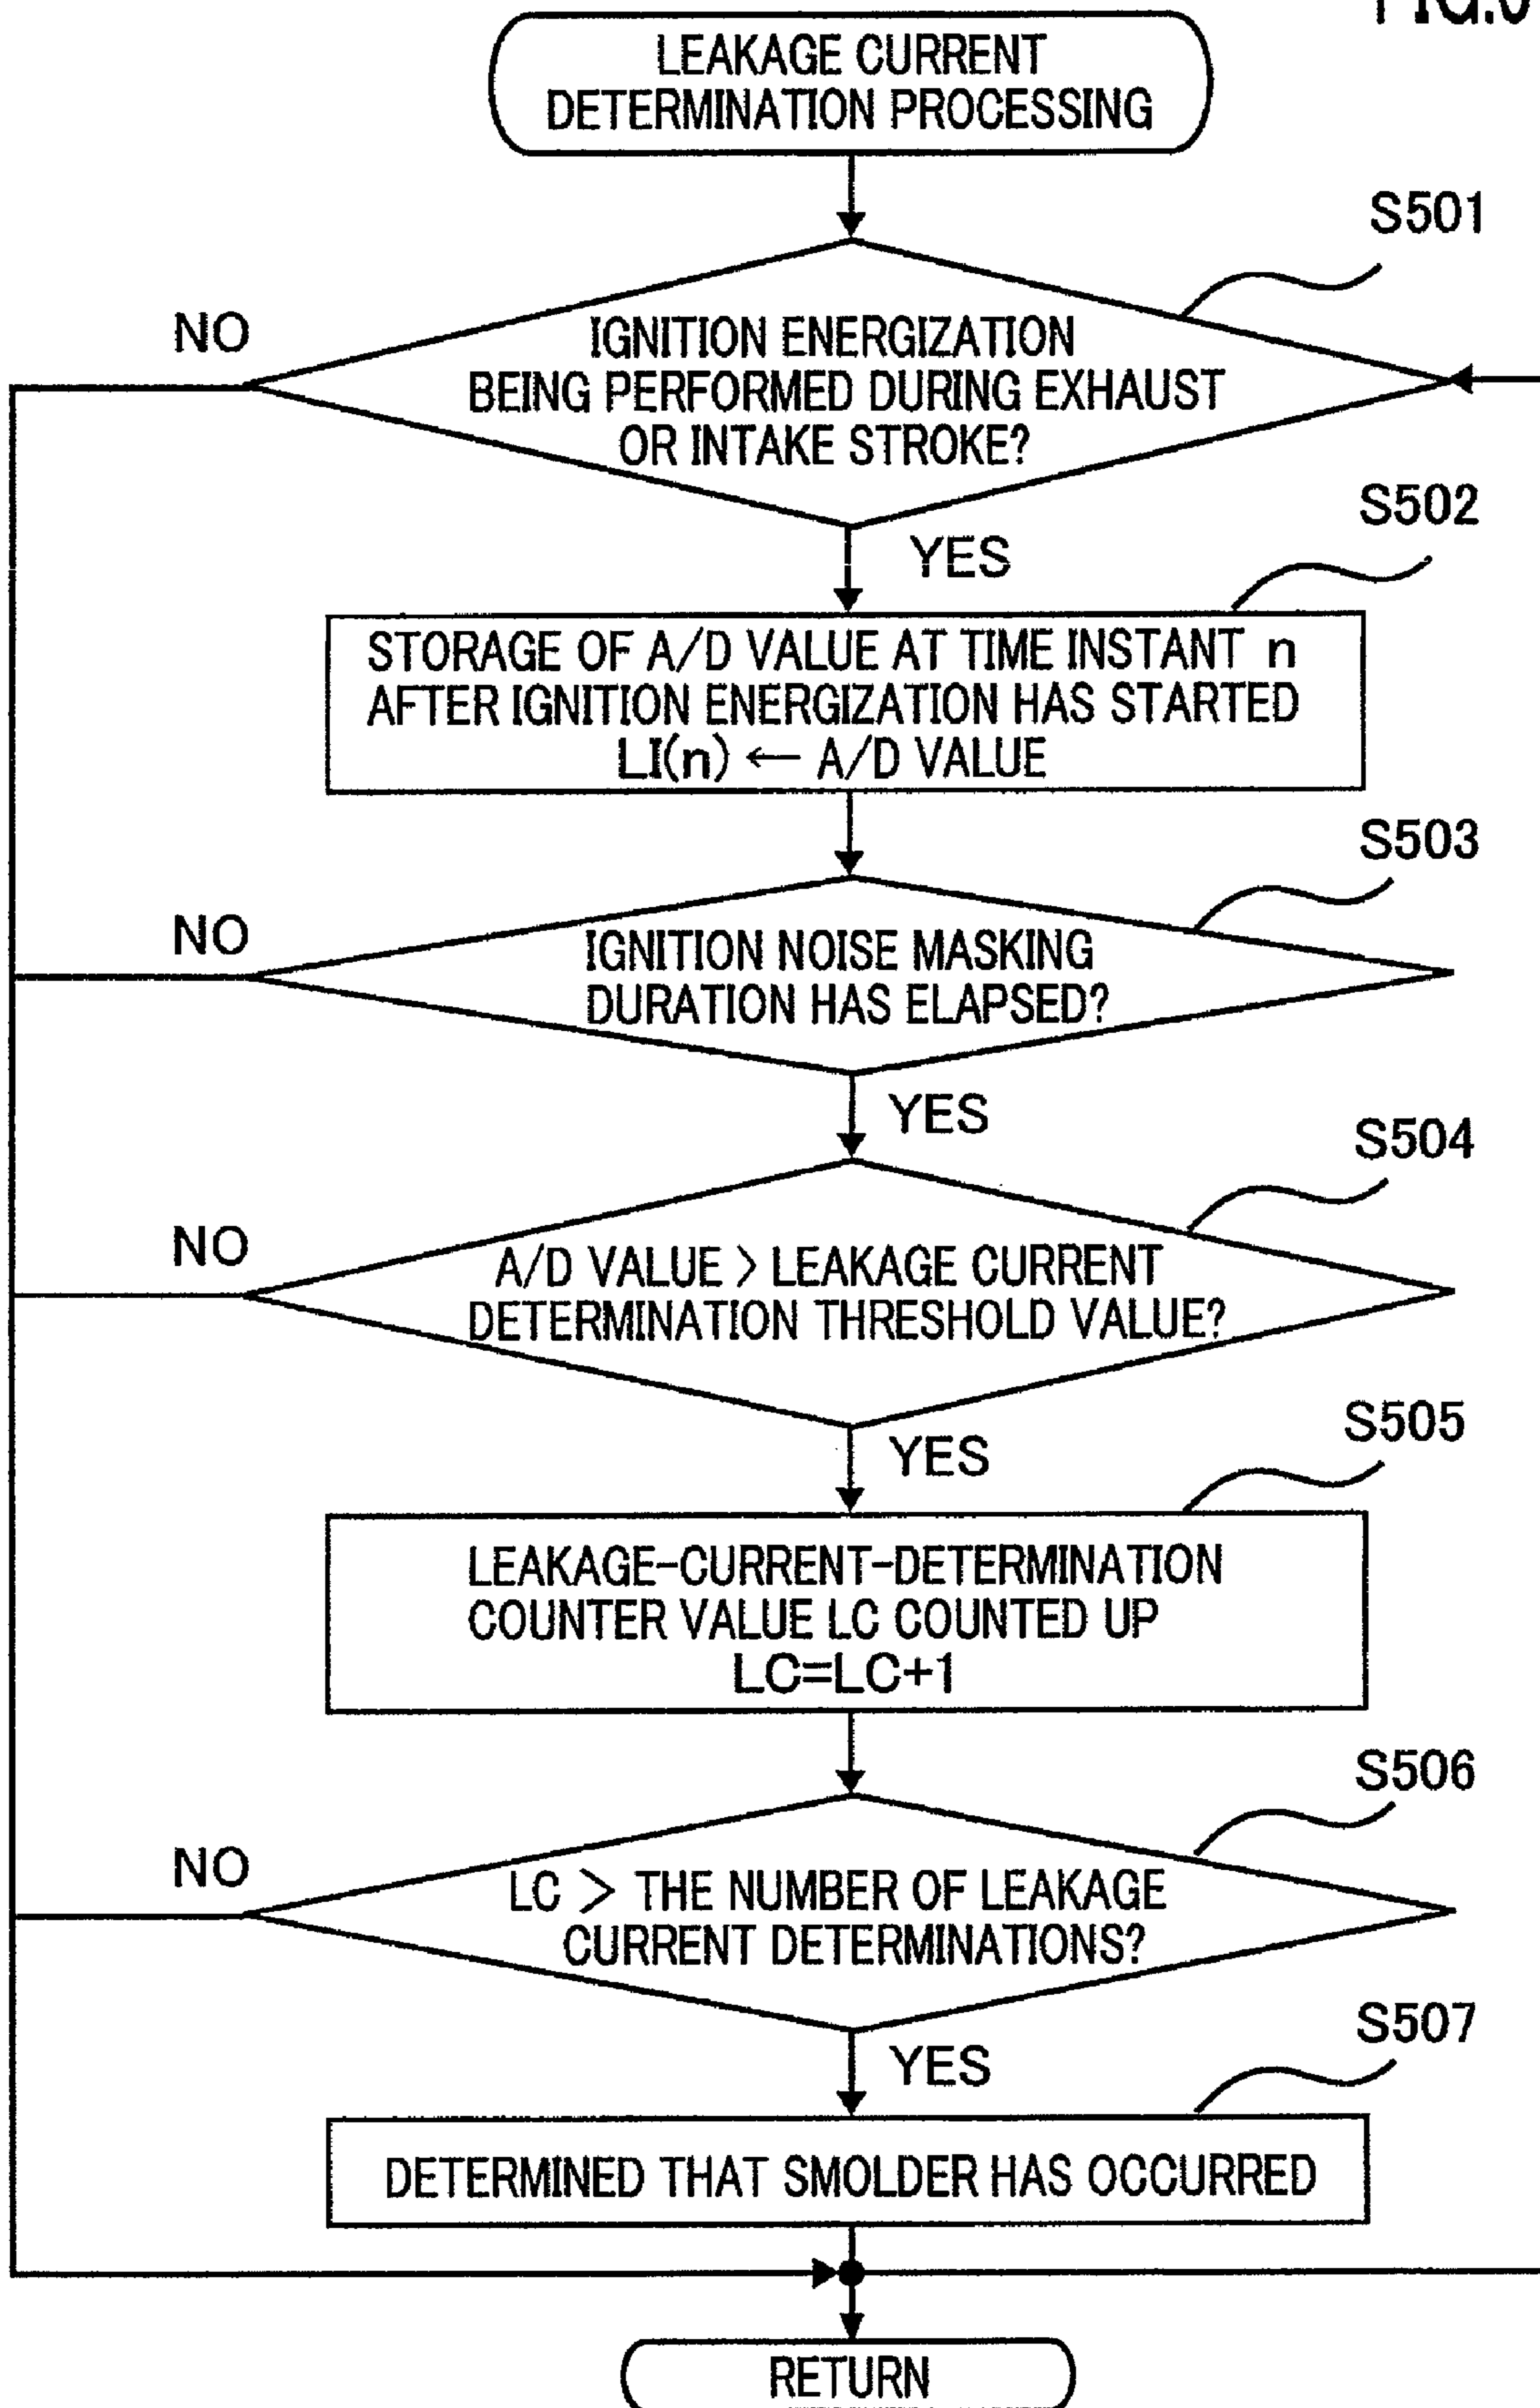 LEAKAGE CURRENT
DETERMINATION PROCESSING
S501
NO
IGNITION ENERGIZATION
BEING PERFORMED DURING EXHAUST
OR INTAKE STROKE?
S502
YES
STORAGE OF A/D VALUE AT TIME INSTANT n
AFTER IGNITION ENERGIZATION HAS STARTED
LI(n) ← A/D VALUE
S503
NO
IGNITION NOISE MASKING
DURATION HAS ELAPSED?
YES
S504
NO
A/D VALUE > LEAKAGE CURRENT
DETERMINATION THRESHOLD VALUE?
S505
YES
LEAKAGE-CURRENT-DETERMINATION
COUNTER VALUE LC COUNTED UP
LC=LC+1
S506
NO
LC > THE NUMBER OF LEAKAGE
CURRENT DETERMINATIONS?
S507
YES
DETERMINED THAT SMOLDER HAS OCCURRED
RETURN